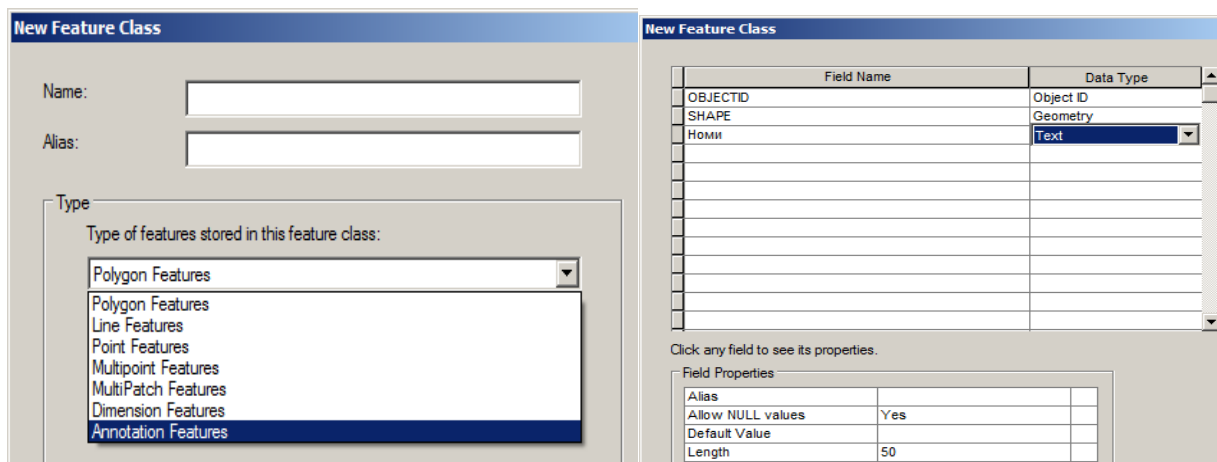 New Feature Class
Name:
Alias:
Type
Type of features stored in this feature class:
Polygon Features
Polygon Features
Line Features
Point Features
Multipoint Features
MultiPatch Features
Dimension Features
Annotation Features
New Feature Class
Field Name Data Type
OBJECTID Object ID
SHAPE Geometry
Номи Text
Click any field to see its properties.
Field Properties
Alias
Allow NULL values Yes
Default Value
Length 50